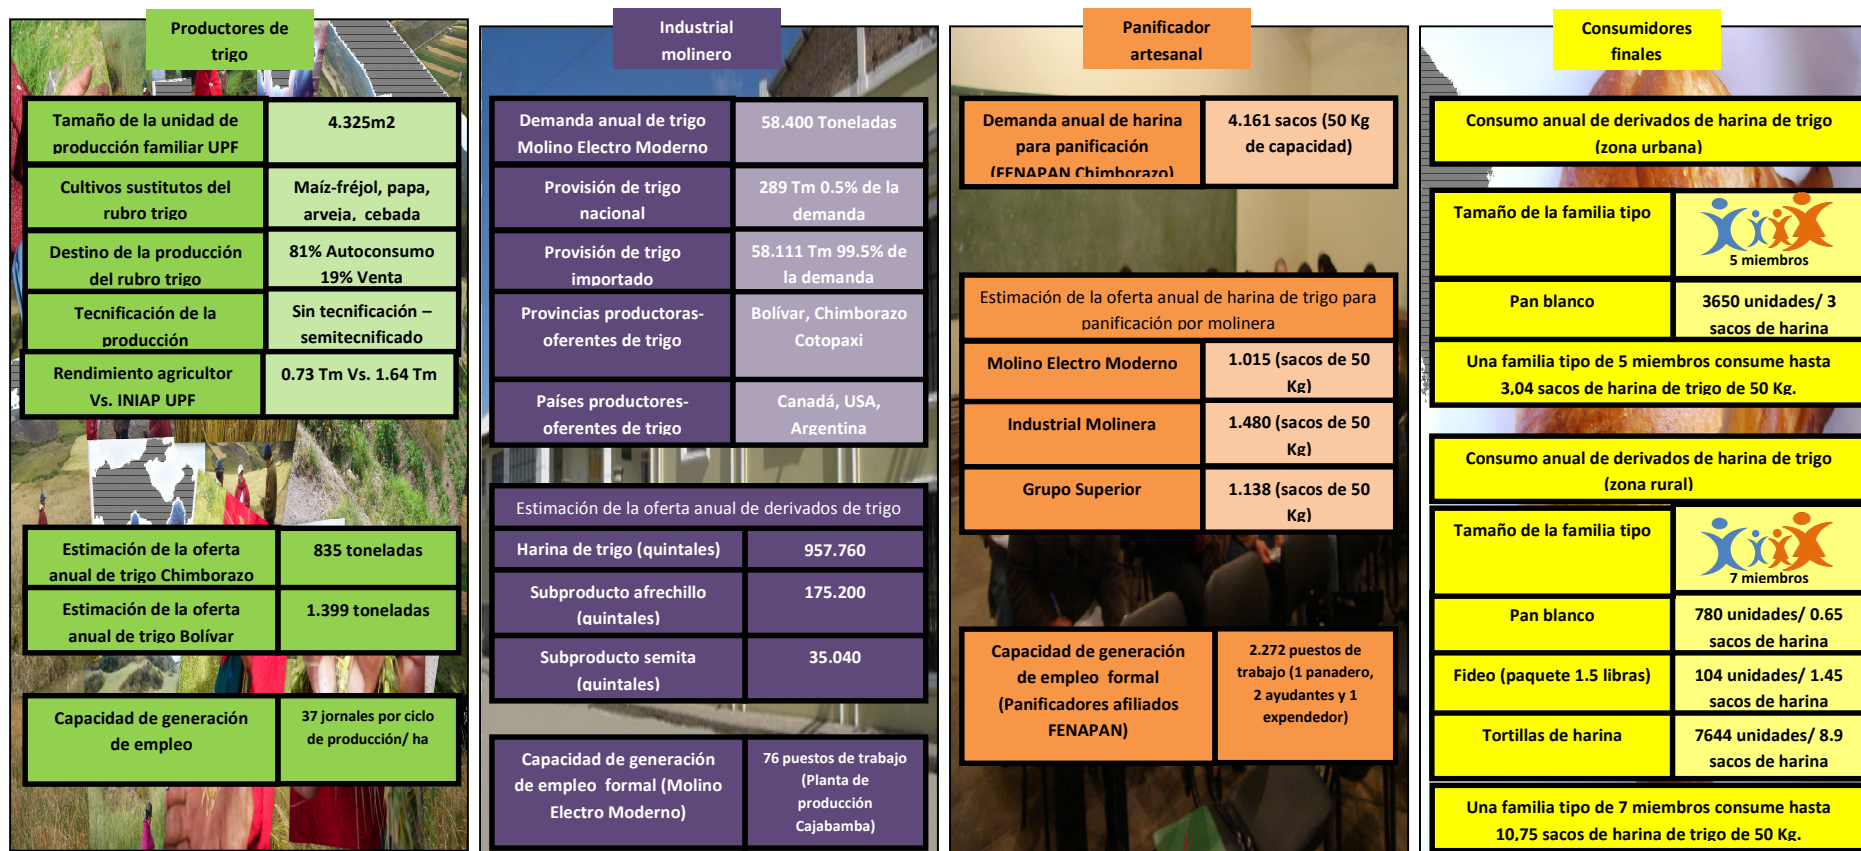 Productores de
trigo
Tamaño de la unidad de
producción familiar UPF
4.325m2
Cultivos sustitutos del
rubro trigo
Maíz-fréjol, papa,
arveja, cebada
Destino de la producción
del rubro trigo
81% Autoconsumo
19% Venta
Tecnificación de la
producción
Sin tecnificación –
semitecnificado
Rendimiento agricultor
Vs. INIAP UPF
0.73 Tm Vs. 1.64 Tm
Estimación de la oferta
anual de trigo Chimborazo
835 toneladas
Estimación de la oferta
anual de trigo Bolívar
1.399 toneladas
Capacidad de generación
de empleo
37 jornales por ciclo
de producción/ ha
Industrial
molinero
Demanda anual de trigo
Molino Electro Moderno
58.400 Toneladas
Provisión de trigo
nacional
289 Tm 0.5% de la
demanda
Provisión de trigo
importado
58.111 Tm 99.5% de
la demanda
Provincias productoras-
oferentes de trigo
Bolívar, Chimborazo
Cotopaxi
Países productores-
oferentes de trigo
Canadá, USA,
Argentina
Estimación de la oferta anual de derivados de trigo
Harina de trigo (quintales)
957.760
Subproducto afrechillo
(quintales)
175.200
Subproducto semita
(quintales)
35.040
Capacidad de generación
de empleo formal (Molino
Electro Moderno)
76 puestos de trabajo
(Planta de
producción
Cajabamba)
Panificador
artesanal
Demanda anual de harina
para panificación
(FENAPAN Chimborazo)
4.161 sacos (50 Kg
de capacidad)
Estimación de la oferta anual de harina de trigo para
panificación por molinera
Molino Electro Moderno
1.015 (sacos de 50
Kg)
Industrial Molinera
1.480 (sacos de 50
Kg)
Grupo Superior
1.138 (sacos de 50
Kg)
Capacidad de generación
de empleo formal
(Panificadores afiliados
FENAPAN)
2.272 puestos de
trabajo (1 panadero,
2 ayudantes y 1
expendedor)
Consumidores
finales
Consumo anual de derivados de harina de trigo
(zona urbana)
Tamaño de la familia tipo
5 miembros
Pan blanco
3650 unidades/ 3
sacos de harina
Una familia tipo de 5 miembros consume hasta
3,04 sacos de harina de trigo de 50 Kg.
Consumo anual de derivados de harina de trigo
(zona rural)
Tamaño de la familia tipo
7 miembros
Pan blanco
780 unidades/ 0.65
sacos de harina
Fideo (paquete 1.5 libras)
104 unidades/ 1.45
sacos de harina
Tortillas de harina
7644 unidades/ 8.9
sacos de harina
Una familia tipo de 7 miembros consume hasta
10,75 sacos de harina de trigo de 50 Kg.